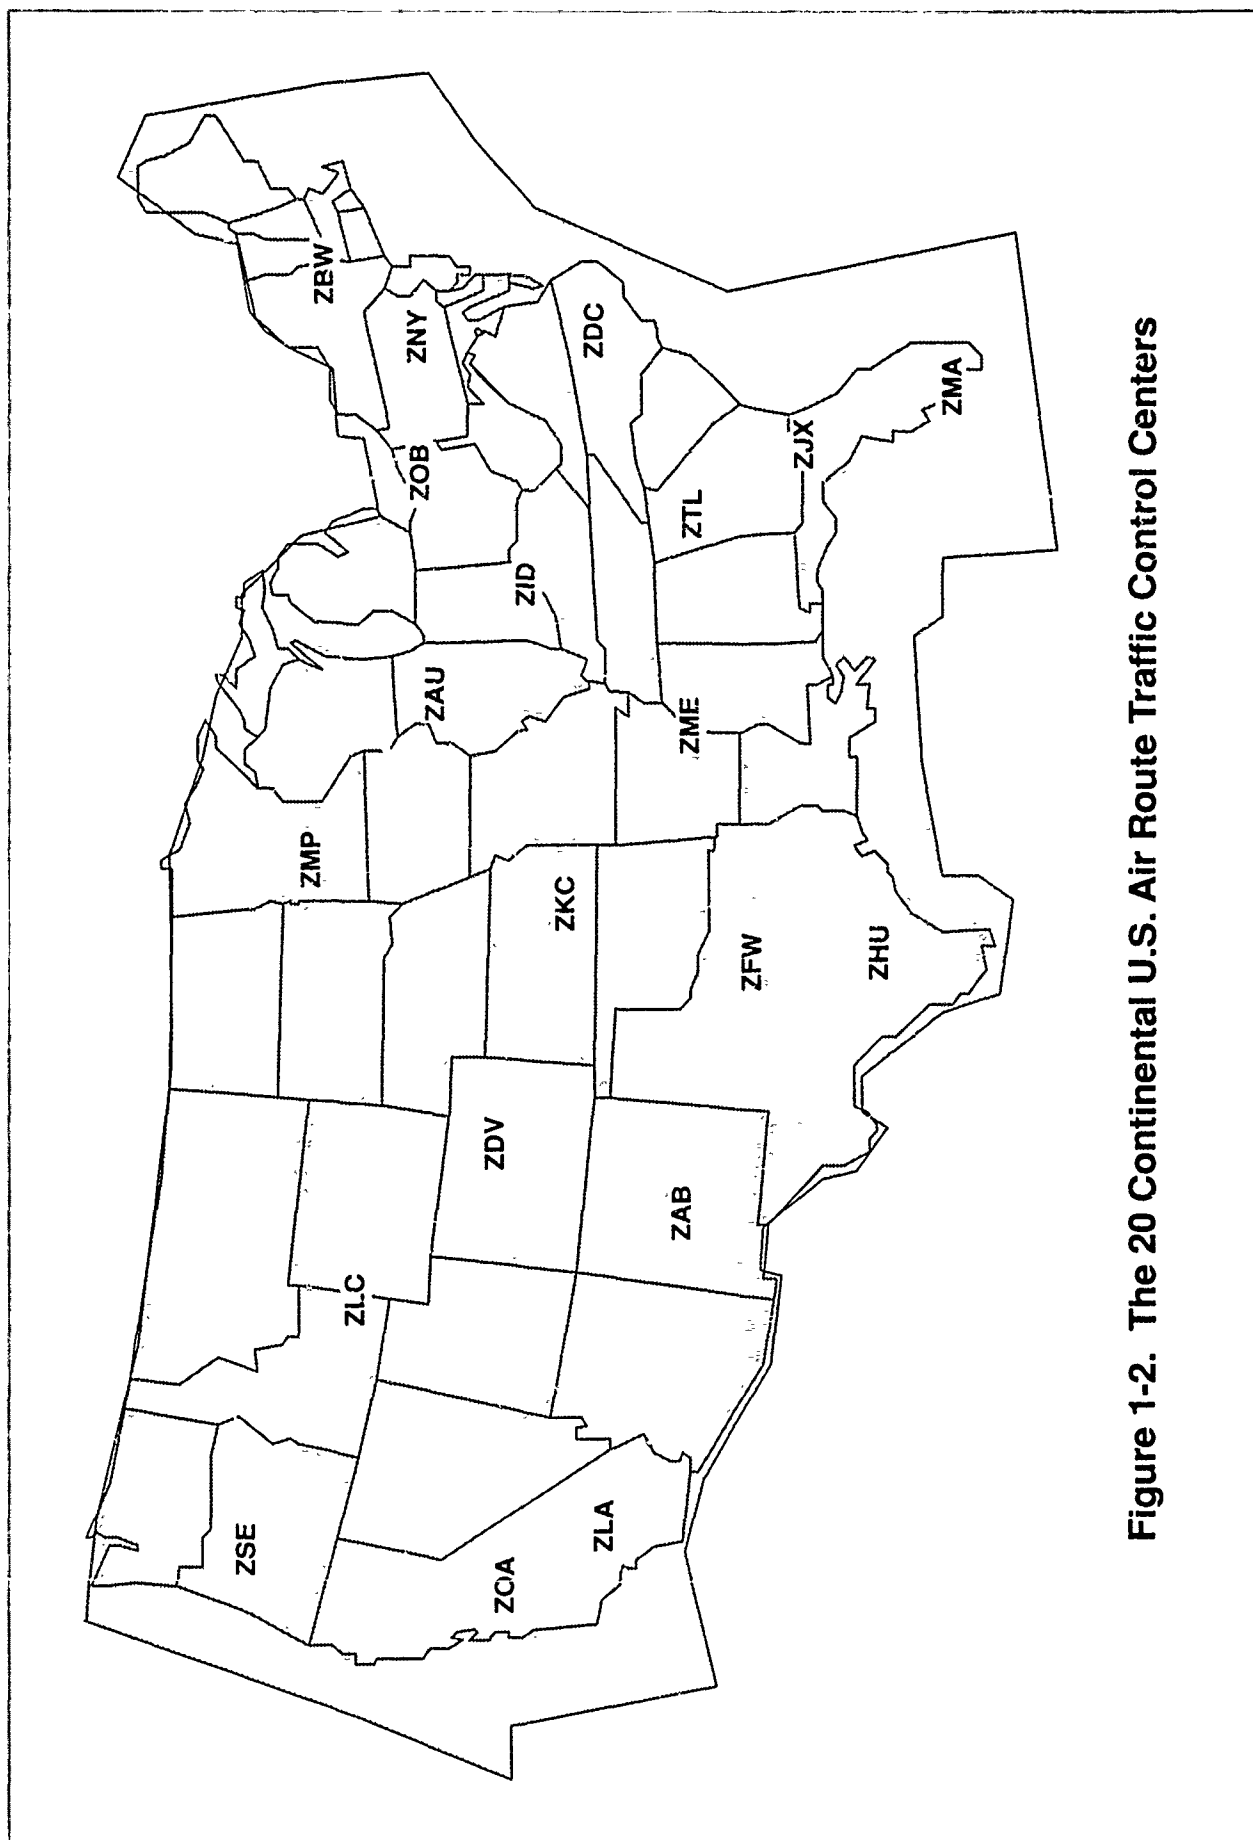 ZSE
ZOA
ZLA
ZLC
ZDV
ZAB
ZMP
ZKC
ZFW
ZHU
ZAU
ZME
ZID
ZOB
ZTL
ZJX
ZMA
ZDC
ZNY
ZBW
Figure 1-2. The 20 Continental U.S. Air Route Traffic Control Centers